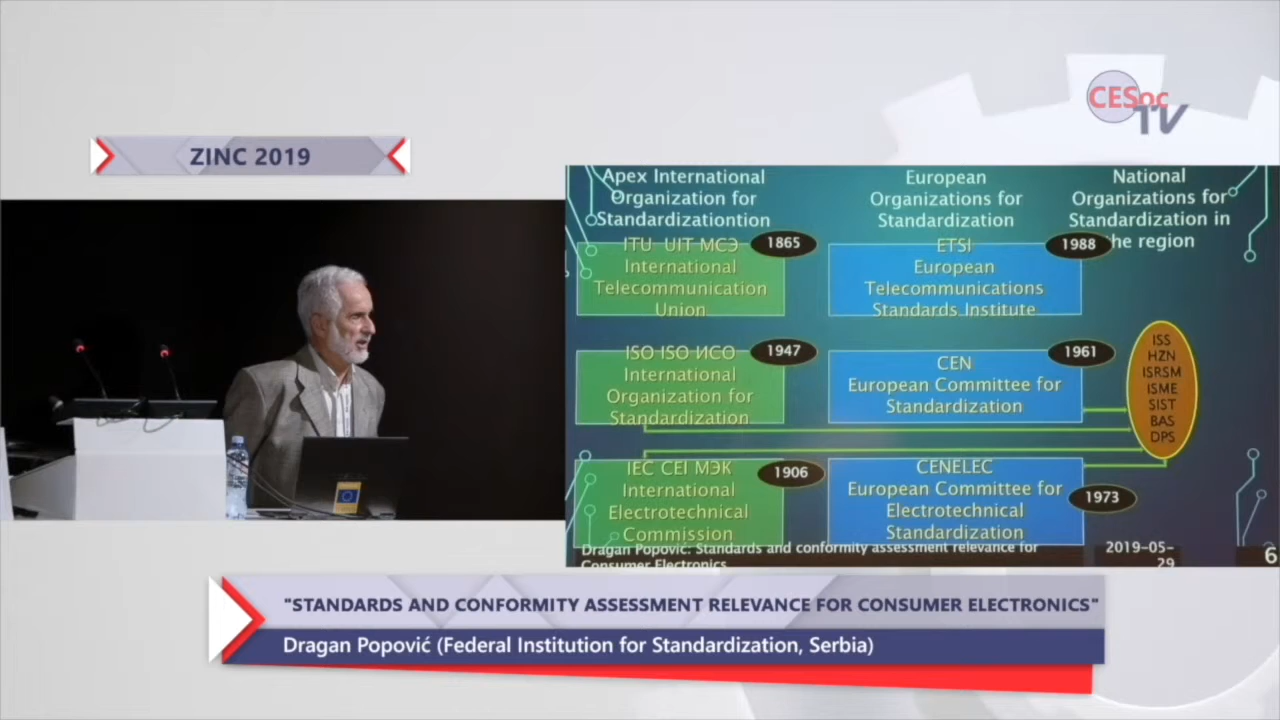 CESoc
TV
ZINC 2019
Apex International
Organization for
Standardizationtion
European
Organizations for
Standardization
National
Organizations for
Standardization in
he region
ITU UIT МСЭ
International
Telecommunication
Union
1865
ETSI
European
Telecommunications
Standards Institute
1988
ISO ISO ИСО
International
Organization for
Standardization
1947
CEN
European Committee for
Standardization
1961
ISS
HZN
ISRSM
ISME
SIST
BAS
DPS
IEC CEI МЭК
International
Electrotechnical
Commission
1906
CENELEC
European Committee for
Electrotechnical
Standardization
1973
Dragan Popović: Standards and conformity assessment relevance for
Consumer Electronics
2019-05-
29
6
"STANDARDS AND CONFORMITY ASSESSMENT RELEVANCE FOR CONSUMER ELECTRONICS"
Dragan Popović (Federal Institution for Standardization, Serbia)